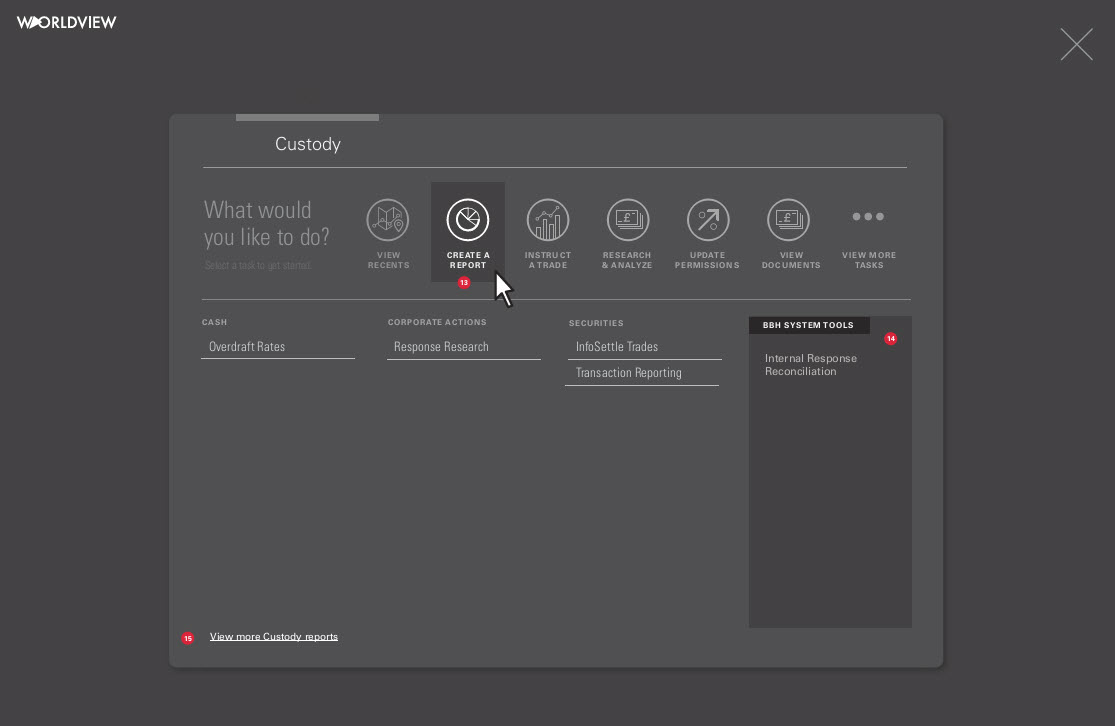 WORLDVIEW
Custody
What would
you like to do?
Select a task to get started.
VIEW
RECENTS
CREATE A
REPORT
13
INSTRUCT
A TRADE
RESEARCH
& ANALYZE
UPDATE
PERMISSIONS
VIEW
DOCUMENTS
VIEW MORE
TASKS
CASH
Overdraft Rates
CORPORATE ACTIONS
Response Research
SECURITIES
InfoSettle Trades
Transaction Reporting
BBH SYSTEM TOOLS
14
Internal Response
Reconciliation
15
View more Custody reports